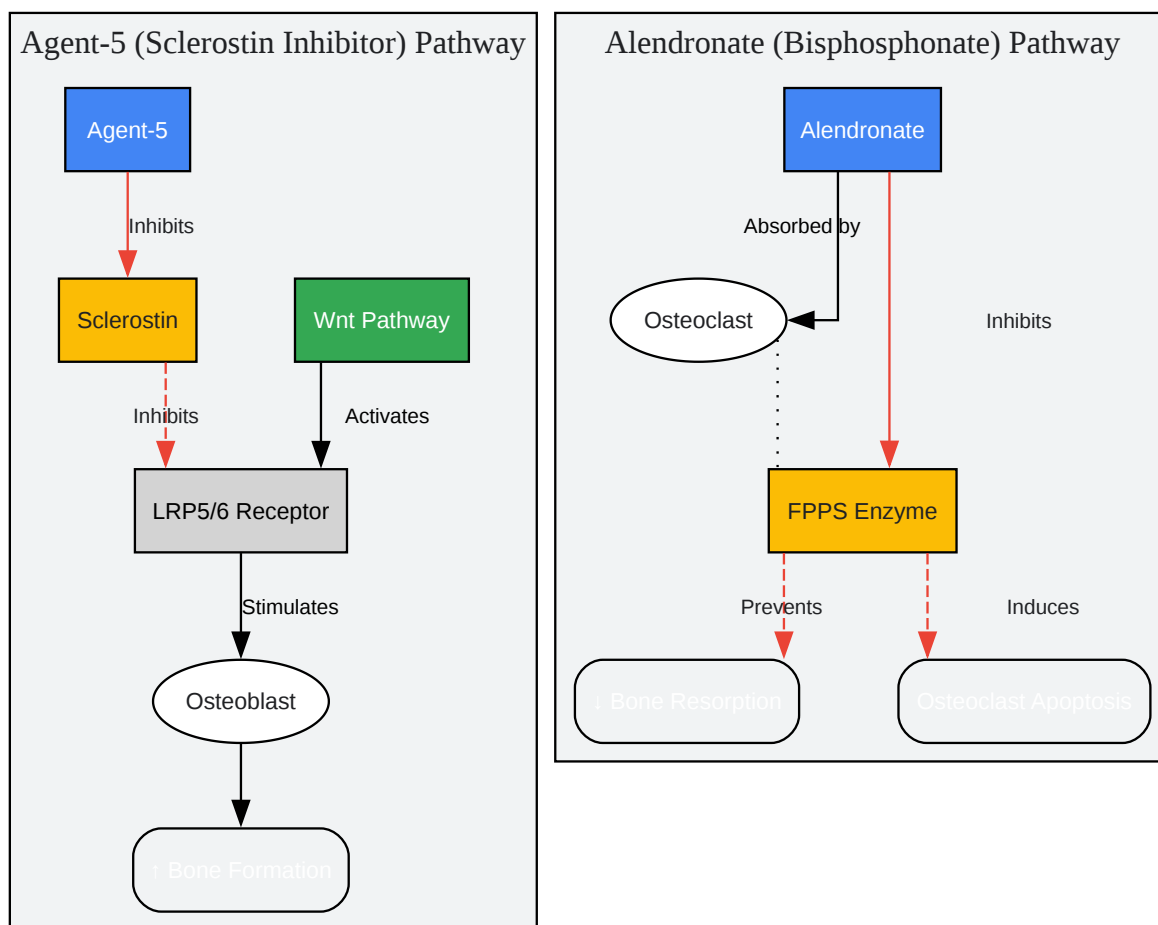 Agent-5 (Sclerostin Inhibitor) Pathway
Agent-5
Inhibits
Sclerostin
Wnt Pathway
Inhibits
Activates
LRP5/6 Receptor
Stimulates
Osteoblast
↑ Bone Formation
Alendronate (Bisphosphonate) Pathway
Alendronate
Absorbed by
Osteoclast
Inhibits
FPPS Enzyme
Prevents
Induces
↓ Bone Resorption
Osteoclast Apoptosis